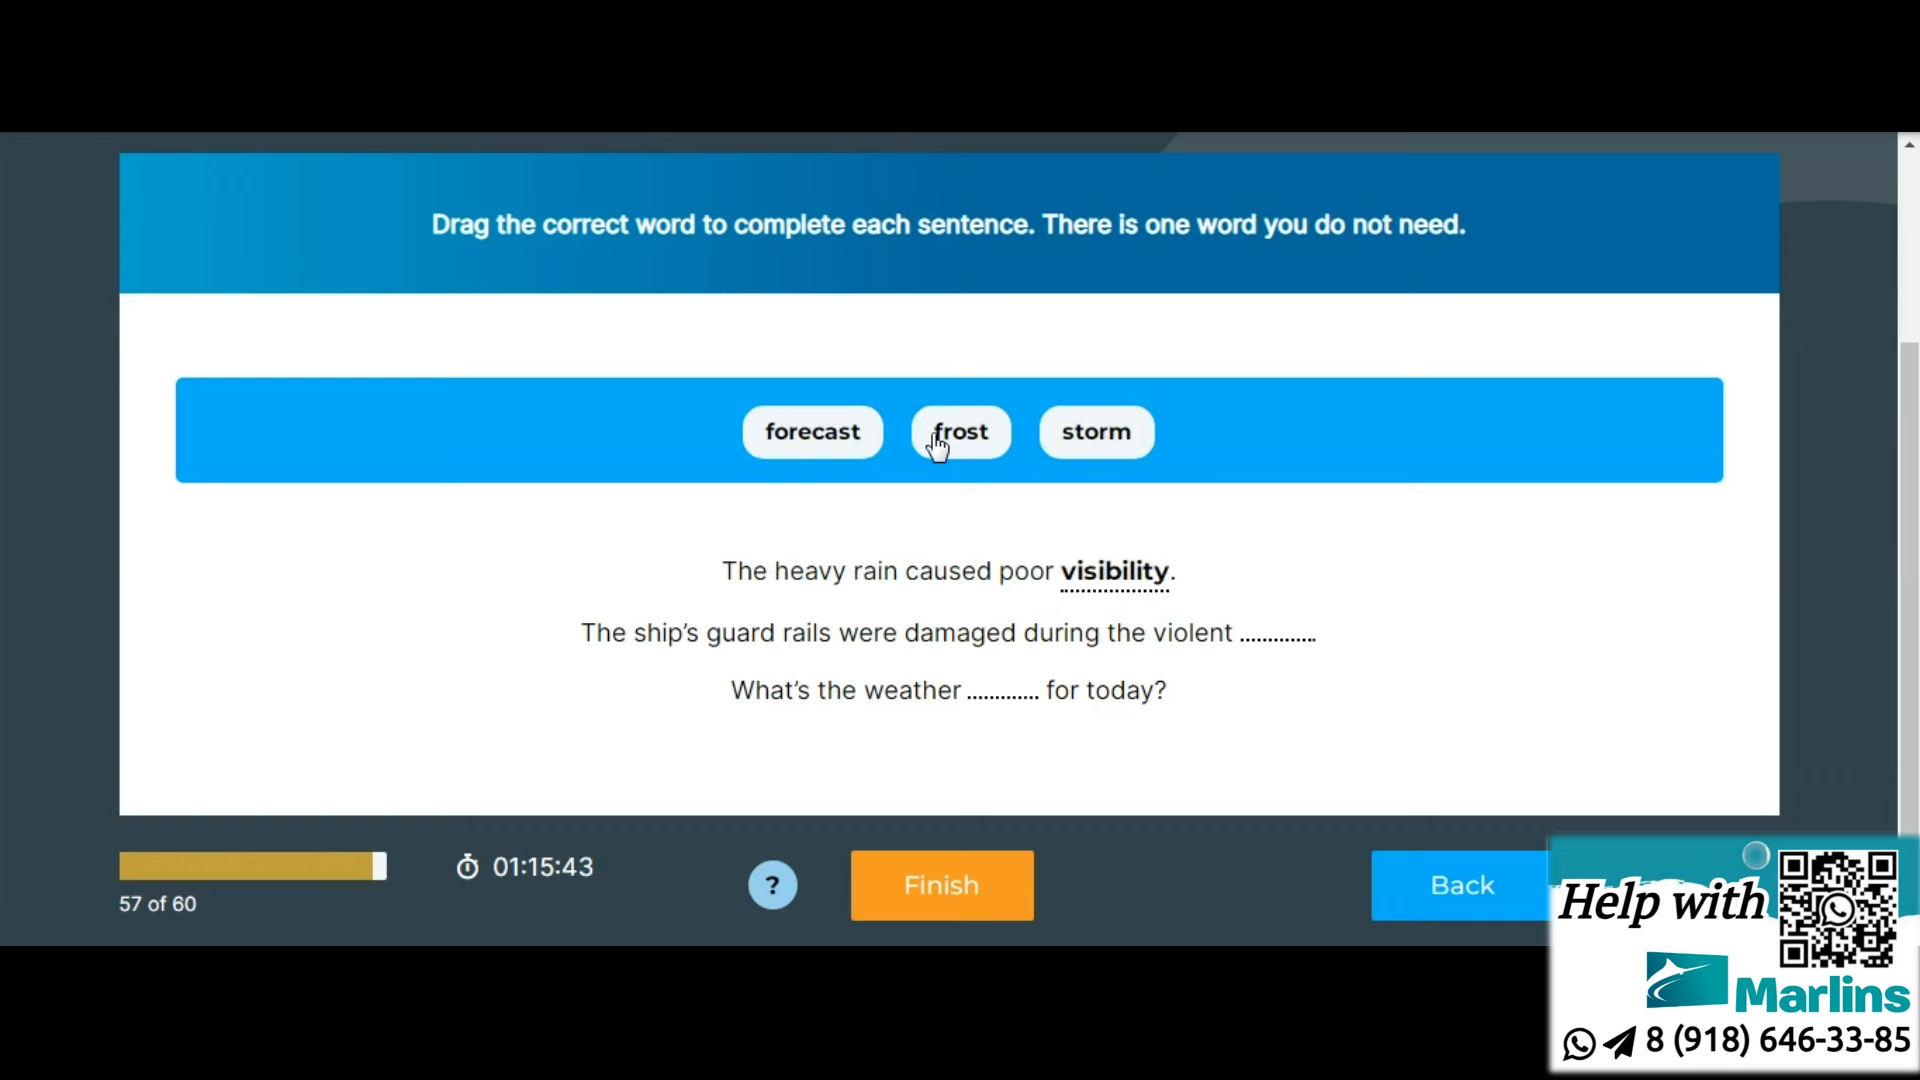 Drag the correct word to complete each sentence. There is one word you do not need.
forecast frost storm
The heavy rain caused poor visibility.
The ship's guard rails were damaged during the violent .............
What's the weather ............. for today?
01:15:43
57 of 60
?
Finish
Back
Help with
Marlins
8 (918) 646-33-85